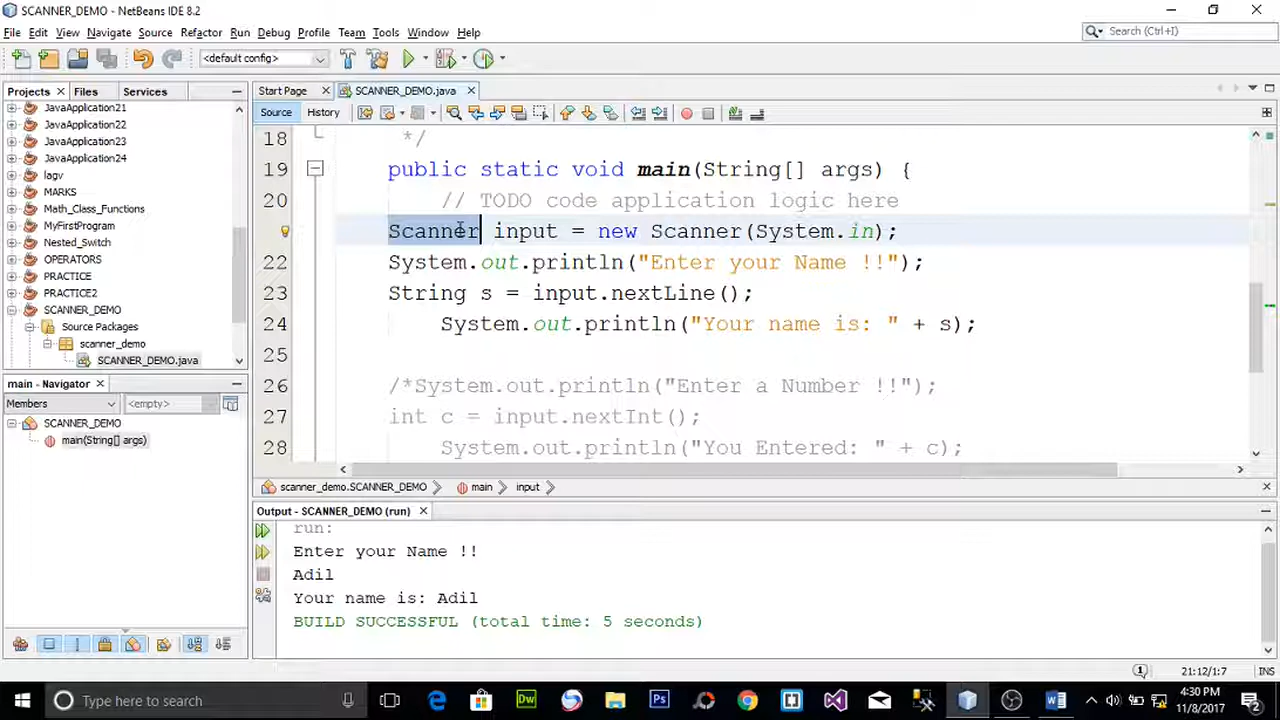 SCANNER_DEMO - NetBeans IDE 8.2
File Edit View Navigate Source Refactor Run Debug Profile Team Tools Window Help
Search (Ctrl+I)
<default config>
Projects Files Services
JavaApplication21
JavaApplication22
JavaApplication23
JavaApplication24
lagv
MARKS
Math_Class_Functions
MyFirstProgram
Nested_Switch
OPERATORS
PRACTICE
PRACTICE2
SCANNER_DEMO
Source Packages
scanner_demo
SCANNER_DEMO.java
main - Navigator
Members <empty>
SCANNER_DEMO
main(String[] args)
Start Page SCANNER_DEMO.java
Source History
18 */
19 public static void main(String[] args) {
20 // TODO code application logic here
Scanner input = new Scanner(System.in);
22 System.out.println("Enter your Name !!");
23 String s = input.nextLine();
24 System.out.println("Your name is: " + s);
25
26 /*System.out.println("Enter a Number !!");
27 int c = input.nextInt();
28 System.out.println("You Entered: " + c);
scanner_demo.SCANNER_DEMO main input
Output - SCANNER_DEMO (run)
run:
Enter your Name !!
Adil
Your name is: Adil
BUILD SUCCESSFUL (total time: 5 seconds)
21:12/1:7 INS
Type here to search
Dw
Ps
4:30 PM
11/8/2017
2